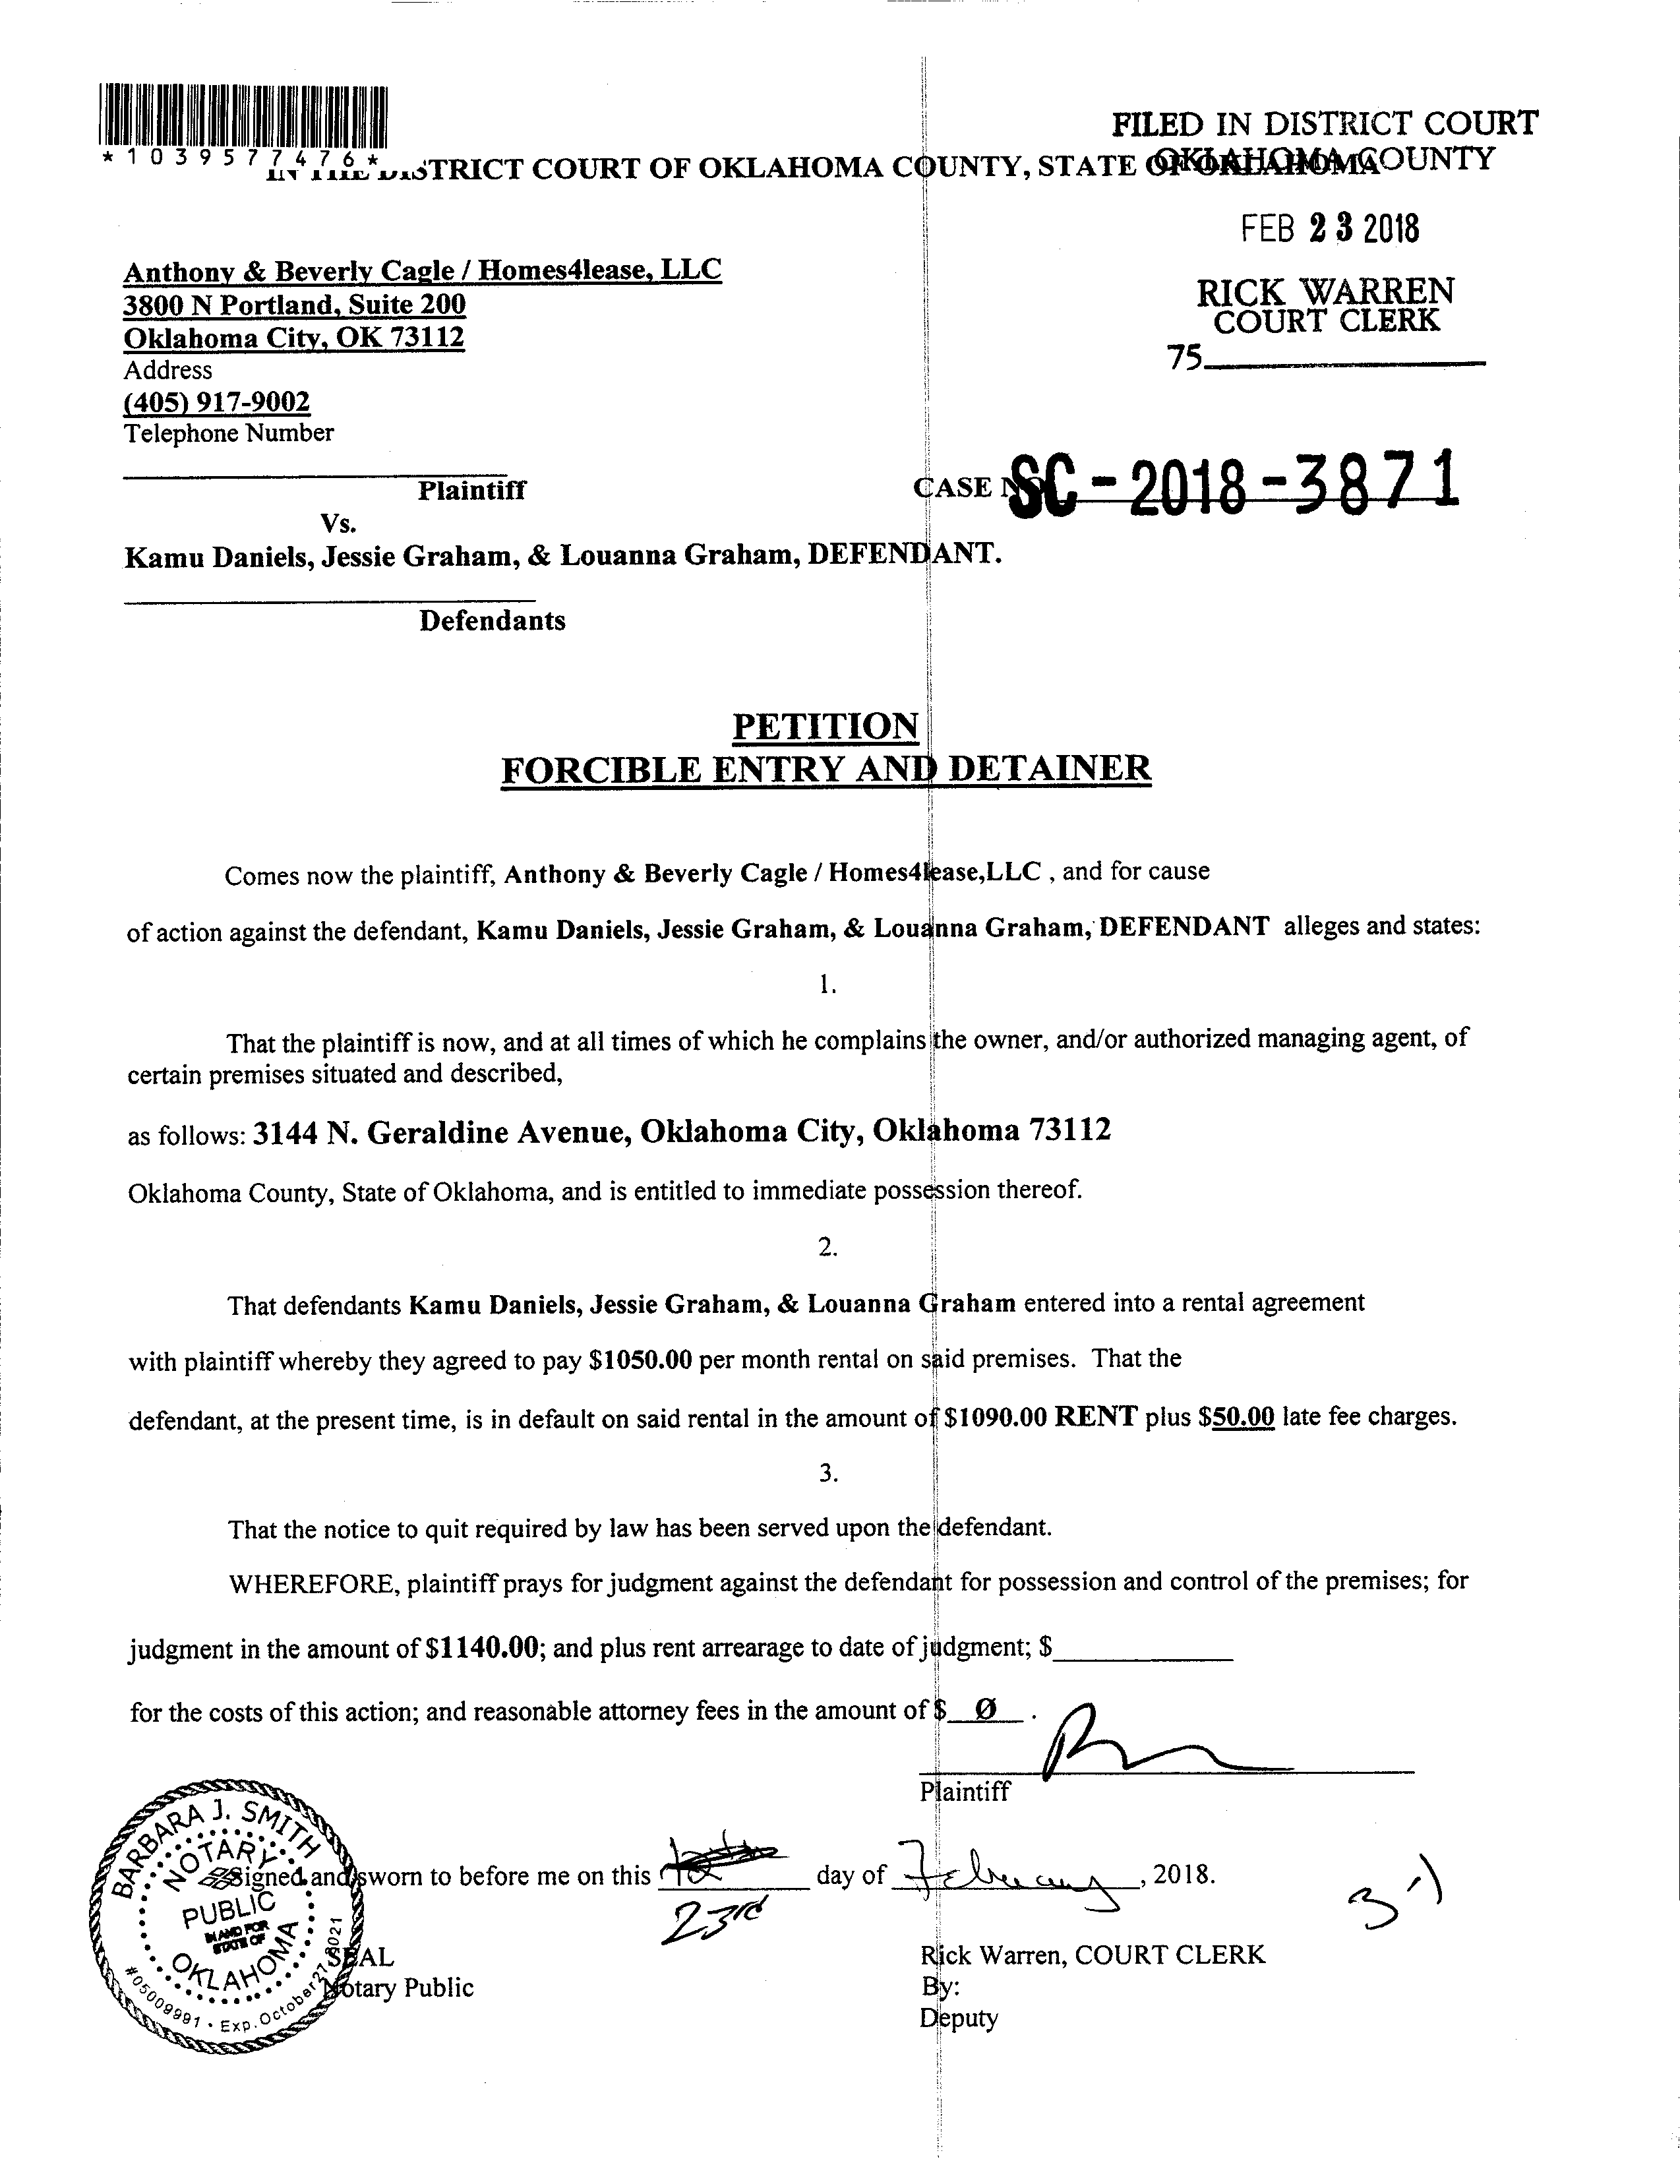 *1039577476*
IN THE DISTRICT COURT OF OKLAHOMA COUNTY, STATE OF OKLAHOMA
FILED IN DISTRICT COURT
OKLAHOMA COUNTY
FEB 23 2018
RICK WARREN
COURT CLERK
75
Anthony & Beverly Cagle / Homes4lease, LLC
3800 N Portland, Suite 200
Oklahoma City, OK 73112
Address
(405) 917-9002
Telephone Number
Plaintiff
CASE NO SC-2018-3871
Vs.
Kamu Daniels, Jessie Graham, & Louanna Graham, DEFENDANT.
Defendants
PETITION
FORCIBLE ENTRY AND DETAINER
Comes now the plaintiff, Anthony & Beverly Cagle / Homes4lease,LLC , and for cause
of action against the defendant, Kamu Daniels, Jessie Graham, & Louanna Graham, DEFENDANT alleges and states:
1.
That the plaintiff is now, and at all times of which he complains the owner, and/or authorized managing agent, of
certain premises situated and described,
as follows: 3144 N. Geraldine Avenue, Oklahoma City, Oklahoma 73112
Oklahoma County, State of Oklahoma, and is entitled to immediate possession thereof.
2.
That defendants Kamu Daniels, Jessie Graham, & Louanna Graham entered into a rental agreement
with plaintiff whereby they agreed to pay $1050.00 per month rental on said premises. That the
defendant, at the present time, is in default on said rental in the amount of $1090.00 RENT plus $50.00 late fee charges.
3.
That the notice to quit required by law has been served upon the defendant.
WHEREFORE, plaintiff prays for judgment against the defendant for possession and control of the premises; for
judgment in the amount of $1140.00; and plus rent arrearage to date of judgment; $
for the costs of this action; and reasonable attorney fees in the amount of $ Ø .
Plaintiff
Signed and sworn to before me on this day of February, 2018.
23rd
3-1
BARBARA J. SMITH
NOTARY
PUBLIC
IN AND FOR
STATE OF
OKLAHOMA
#05009991 • Exp. October 27, 2021
SEAL
Notary Public
Rick Warren, COURT CLERK
By:
Deputy